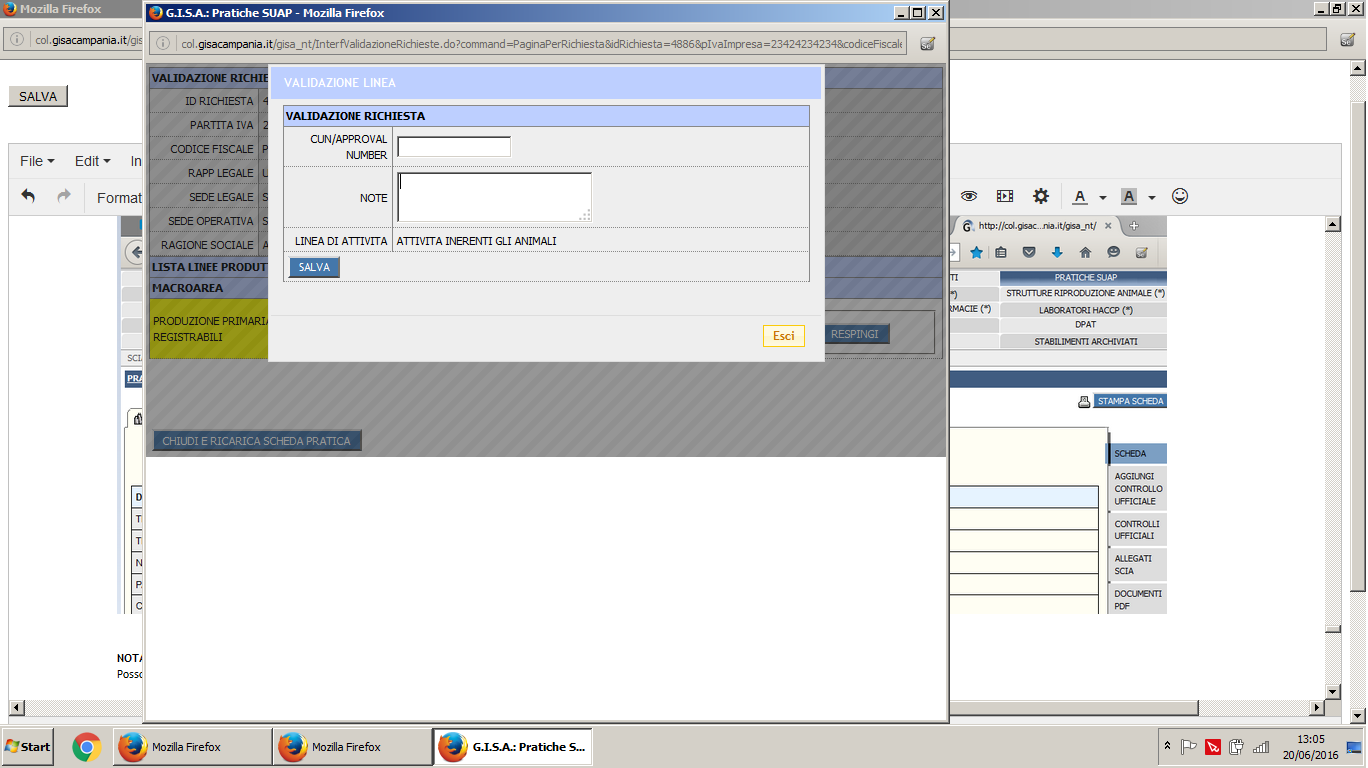 Mozilla Firefox
G.I.S.A.: Pratiche SUAP - Mozilla Firefox
col.gisacampania.it/gis
col.gisacampania.it/gisa_nt/InterfValidazioneRichieste.do?command=PaginaPerRichiesta&idRichiesta=4886&pIvaImpresa=23424234234&codiceFiscale
SALVA
File
Edit
In
Format
VALIDAZIONE RICHIE
ID RICHIESTA 4
PARTITA IVA 2
CODICE FISCALE P
RAPP LEGALE U
SEDE LEGALE S
SEDE OPERATIVA S
RAGIONE SOCIALE A
LISTA LINEE PRODUT
MACROAREA
PRODUZIONE PRIMARIA
REGISTRABILI
RESPINGI
CHIUDI E RICARICA SCHEDA PRATICA
VALIDAZIONE LINEA
VALIDAZIONE RICHIESTA
CUN/APPROVAL
NUMBER
NOTE
LINEA DI ATTIVITA ATTIVITA INERENTI GLI ANIMALI
SALVA
Esci
A
A
http://col.gisac...nia.it/gisa_nt/
TI
PRATICHE SUAP
*)
STRUTTURE RIPRODUZIONE ANIMALE (*)
RMACIE (*)
LABORATORI HACCP (*)
DPAT
STABILIMENTI ARCHIVIATI
SCIA
PRA
STAMPA SCHEDA
SCHEDA
AGGIUNGI
CONTROLLO
UFFICIALE
CONTROLLI
UFFICIALI
ALLEGATI
SCIA
DOCUMENTI
PDF
D
TI
TI
N
P
C
NOTA
Posso
Start
Mozilla Firefox
Mozilla Firefox
G.I.S.A.: Pratiche S...
13:05
20/06/2016